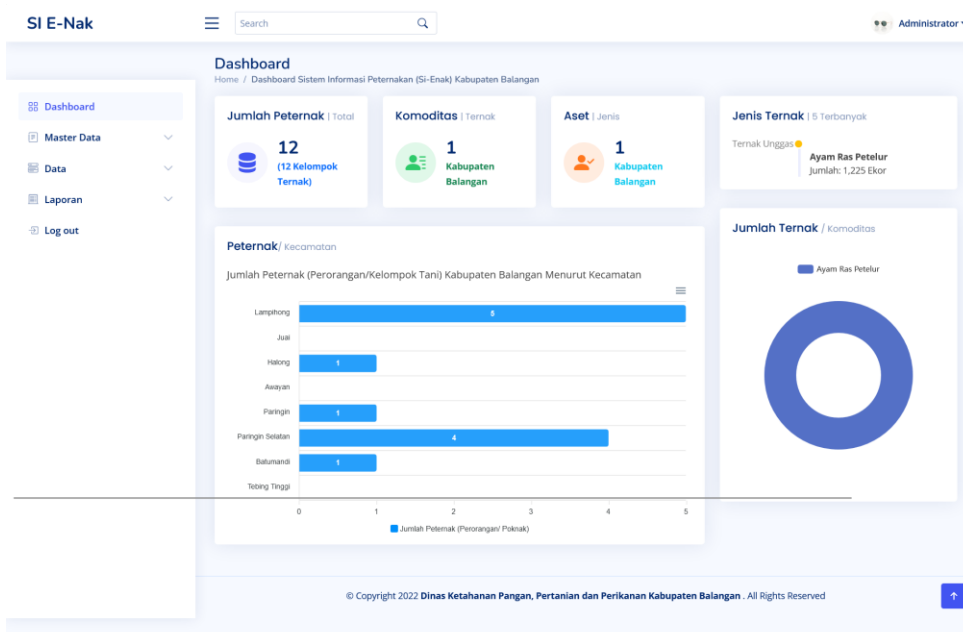 SI E-Nak
Search
Administrator
Dashboard
Home / Dashboard Sistem Informasi Peternakan (Si-Enak) Kabupaten Balangan
Dashboard
Master Data
Data
Laporan
Log out
Jumlah Peternak | Total
12
(12 Kelompok
Ternak)
Komoditas | Ternak
1
Kabupaten
Balangan
Aset | Jenis
1
Kabupaten
Balangan
Jenis Ternak | 5 Terbanyak
Ternak Unggas
Ayam Ras Petelur
Jumlah: 1,225 Ekor
Peternak/ Kecamatan
Jumlah Peternak (Perorangan/Kelompok Tani) Kabupaten Balangan Menurut Kecamatan
Lampihong 5
Juai
Halong 1
Awayan
Paringin 1
Paringin Selatan 4
Batumandi 1
Tebing Tinggi
0 1 2 3 4 5
Jumlah Peternak (Perorangan/ Poknak)
Jumlah Ternak / Komoditas
Ayam Ras Petelur
© Copyright 2022 Dinas Ketahanan Pangan, Pertanian dan Perikanan Kabupaten Balangan . All Rights Reserved